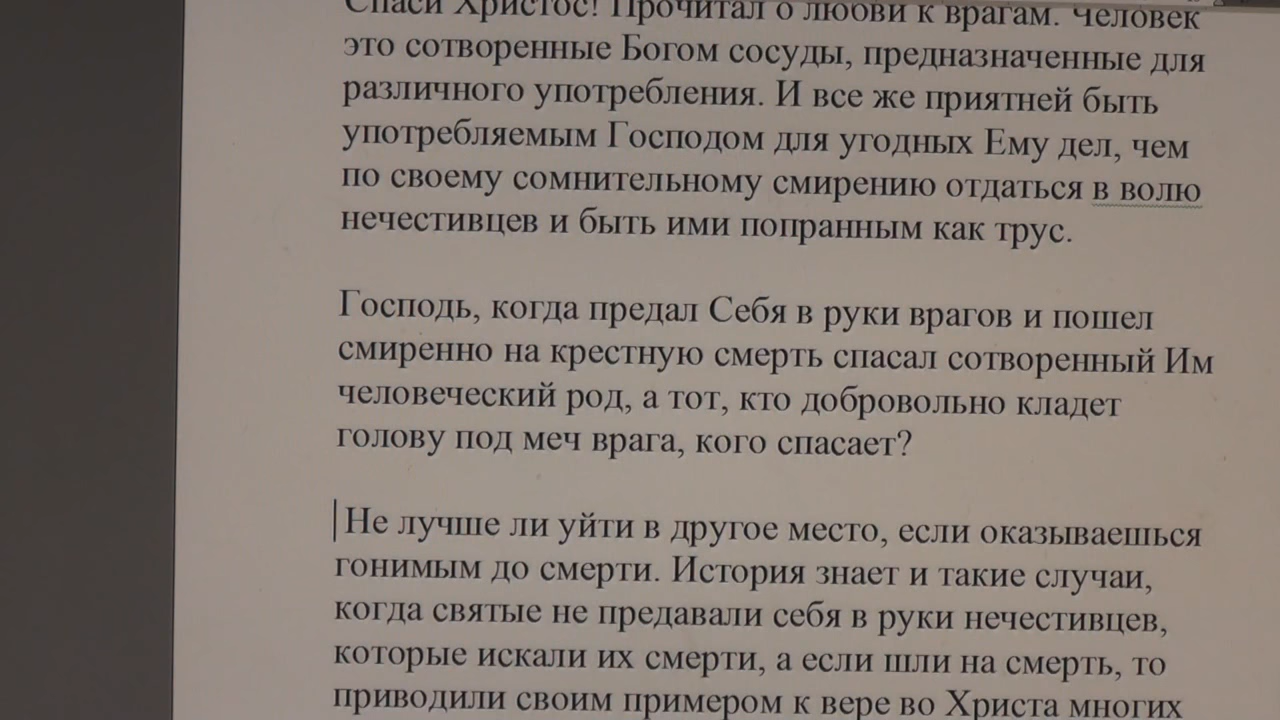 Спаси Христос! Прочитал о любви к врагам. Человек
это сотворенные Богом сосуды, предназначенные для
различного употребления. И все же приятней быть
употребляемым Господом для угодных Ему дел, чем
по своему сомнительному смирению отдаться в волю
нечестивцев и быть ими попранным как трус.
Господь, когда предал Себя в руки врагов и пошел
смиренно на крестную смерть спасал сотворенный Им
человеческий род, а тот, кто добровольно кладет
голову под меч врага, кого спасает?
Не лучше ли уйти в другое место, если оказываешься
гонимым до смерти. История знает и такие случаи,
когда святые не предавали себя в руки нечестивцев,
которые искали их смерти, а если шли на смерть, то
приводили своим примером к вере во Христа многих